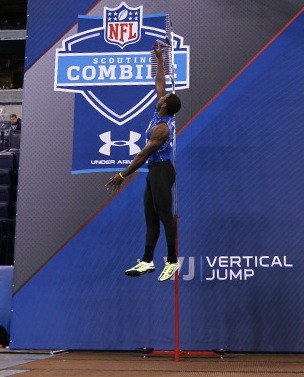 NFL
SCOUTING
COMBINE
UNDER ARMOUR
VJ
VERTICAL
JUMP